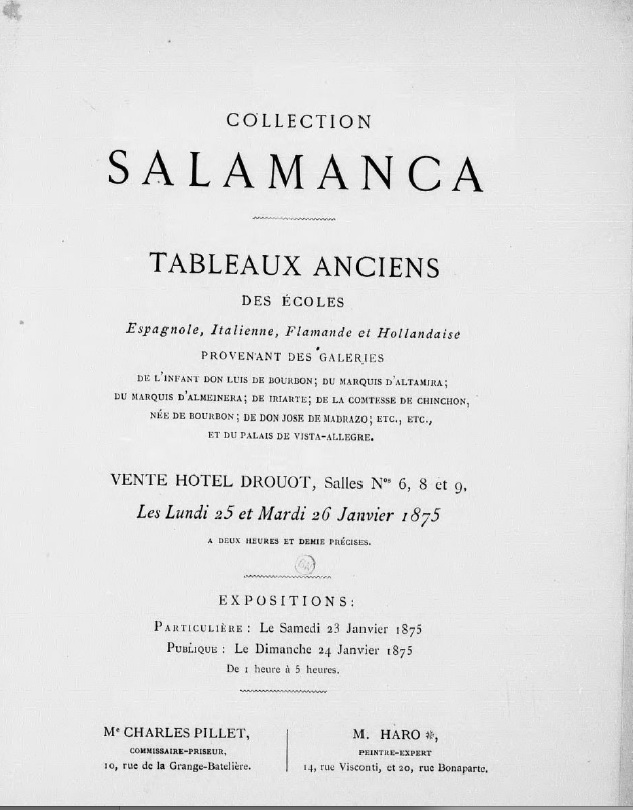 COLLECTION
SALAMANCA
TABLEAUX ANCIENS
DES ÉCOLES
Espagnole, Italienne, Flamande et Hollandaise
PROVENANT DES GALERIES
DE L'INFANT DON LUIS DE BOURBON; DU MARQUIS D'ALTAMIRA;
DU MARQUIS D'ALMEINERA; DE IRIARTE; DE LA COMTESSE DE CHINCHON,
NÉE DE BOURBON; DE DON JOSE DE MADRAZO; ETC., ETC.,
ET DU PALAIS DE VISTA-ALLEGRE.
VENTE HOTEL DROUOT, Salles Nos 6, 8 et 9,
Les Lundi 25 et Mardi 26 Janvier 1875
A DEUX HEURES ET DEMIE PRÉCISES.
EXPOSITIONS:
PARTICULIÈRE: Le Samedi 23 Janvier 1875
PUBLIQUE: Le Dimanche 24 Janvier 1875
De 1 heure à 5 heures.
Me CHARLES PILLET,
COMMISSAIRE-PRISEUR,
10, rue de la Grange-Batelière.
M. HARO ✻,
PEINTRE-EXPERT
14, rue Visconti, et 20, rue Bonaparte.